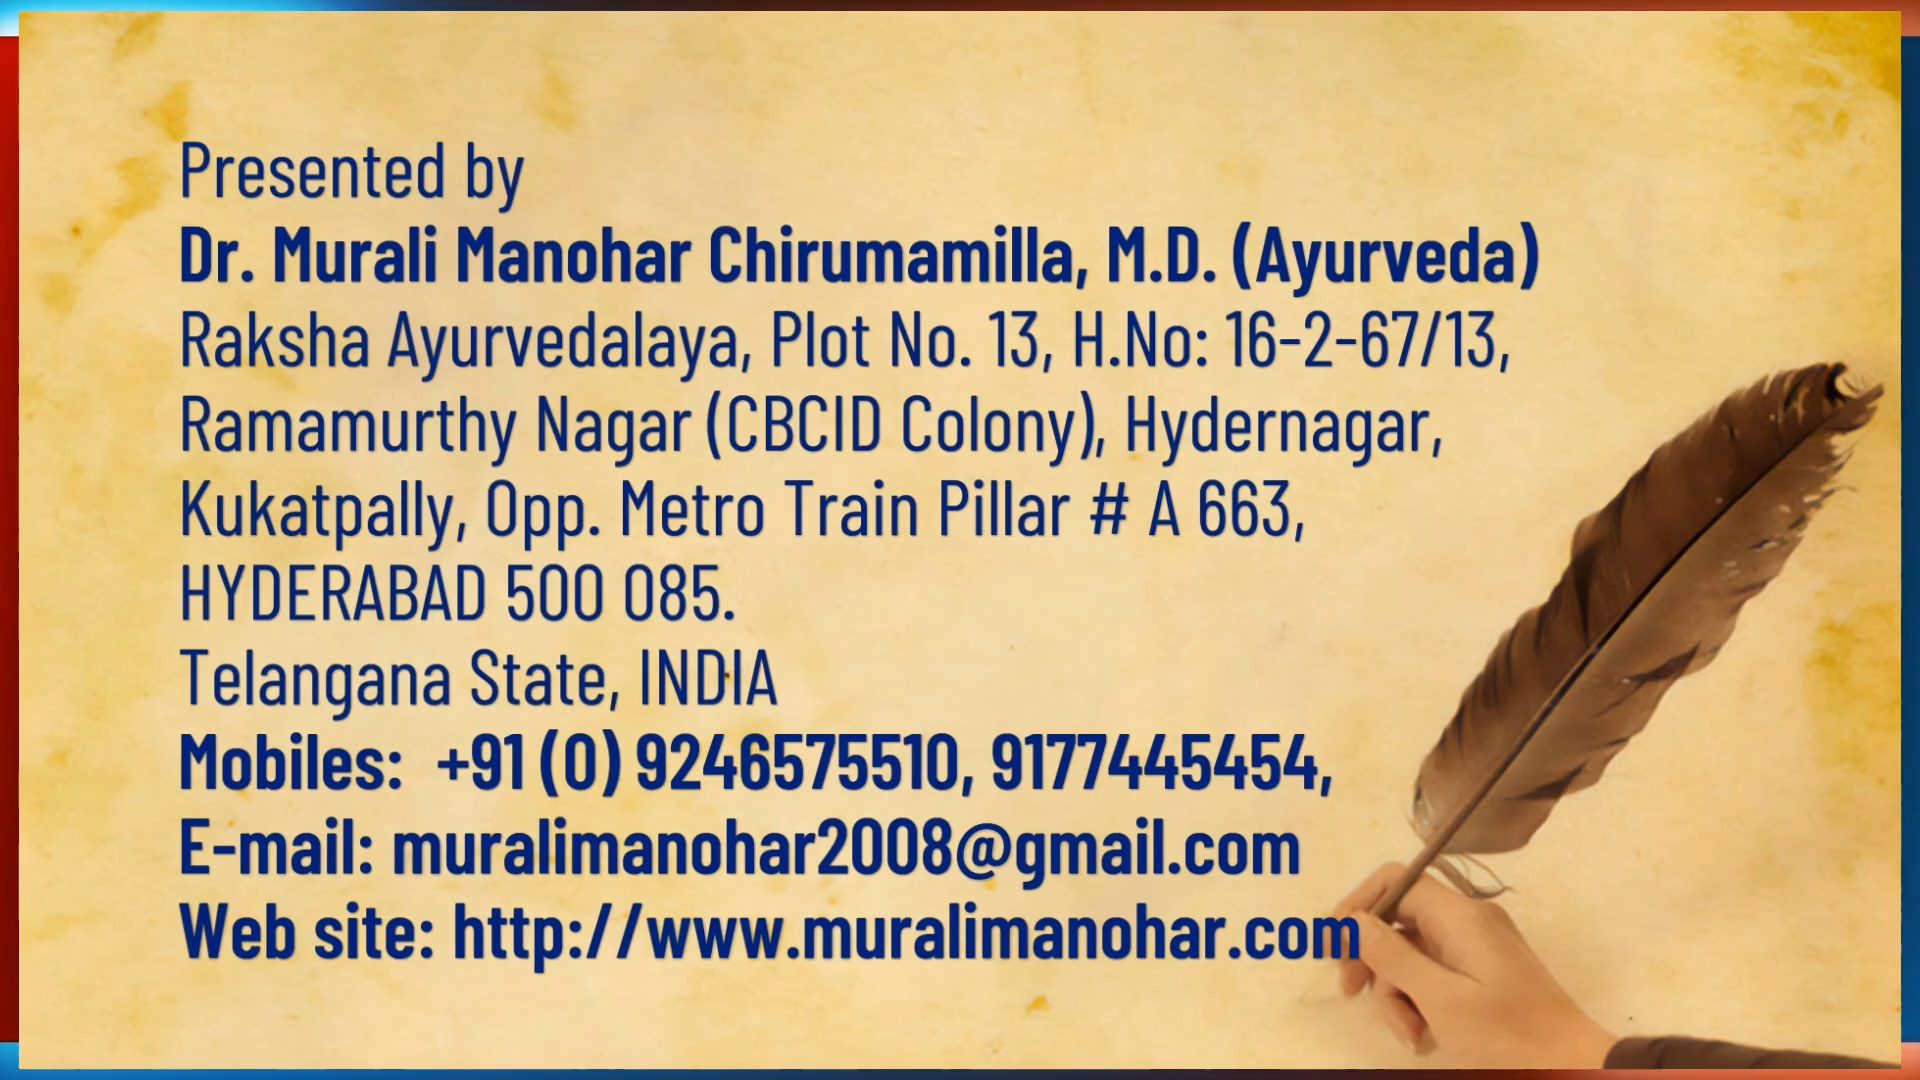 Presented by
Dr. Murali Manohar Chirumamilla, M.D. (Ayurveda)
Raksha Ayurvedalaya, Plot No. 13, H.No: 16-2-67/13,
Ramamurthy Nagar (CBCID Colony), Hydernagar,
Kukatpally, Opp. Metro Train Pillar # A 663,
HYDERABAD 500 085.
Telangana State, INDIA
Mobiles:  +91 (0) 9246575510, 9177445454,
E-mail: muralimanohar2008@gmail.com
Web site: http://www.muralimanohar.com